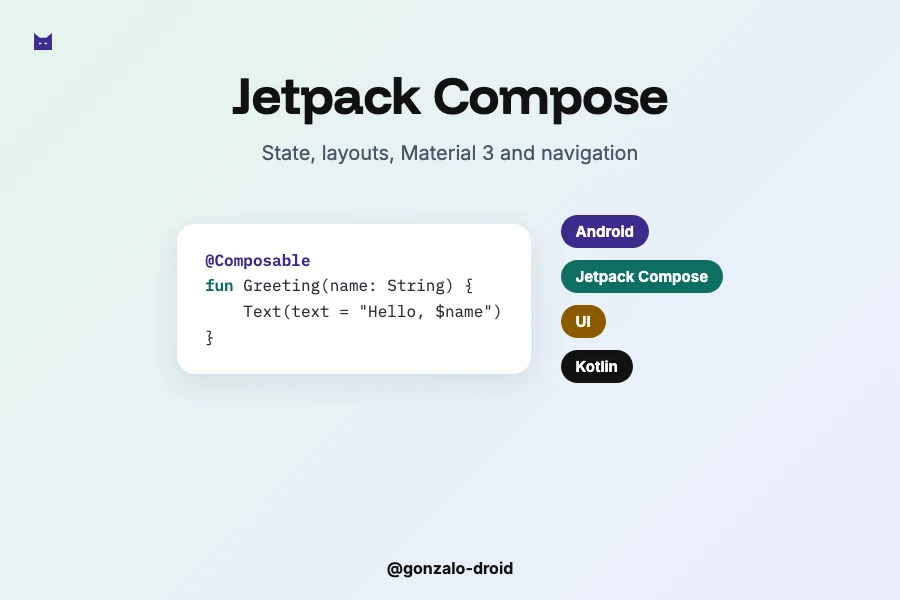 Jetpack Compose
State, layouts, Material 3 and navigation
@Composable
fun Greeting(name: String) {
    Text(text = "Hello, $name")
}
Android
Jetpack Compose
UI
Kotlin
@gonzalo-droid